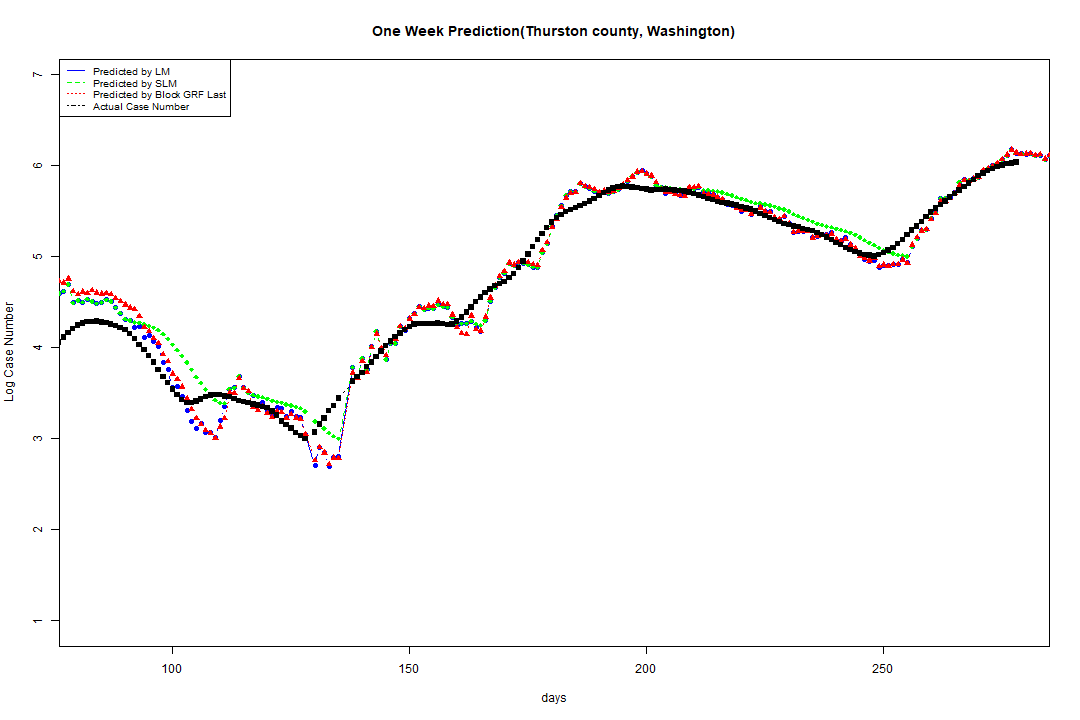 One Week Prediction(Thurston county, Washington)
Predicted by LM
Predicted by SLM
Predicted by Block GRF Last
Actual Case Number
7
6
5
4
3
2
1
Log Case Number
100
150
200
250
days